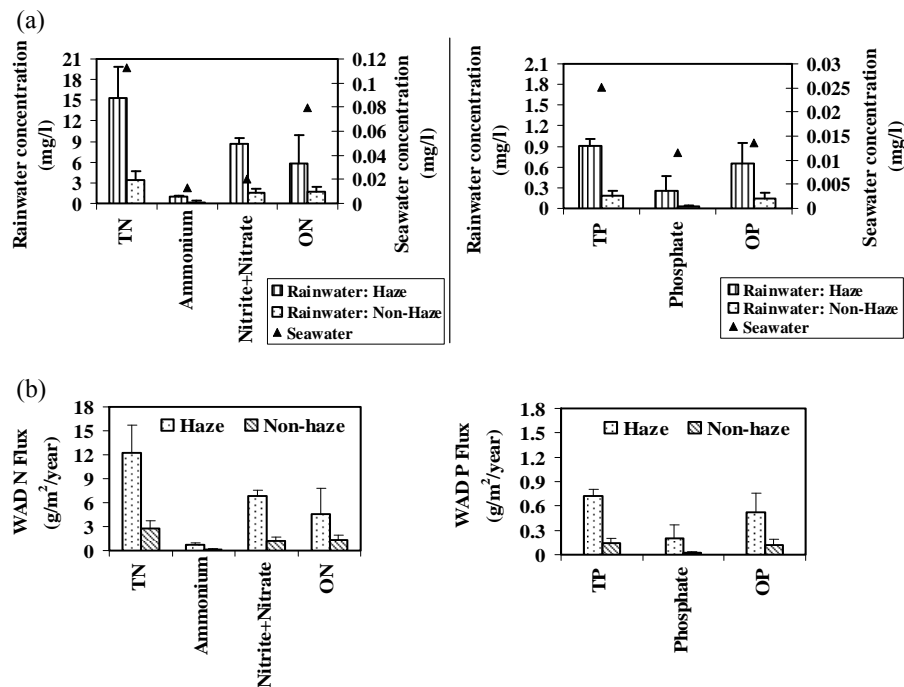 (a)
Rainwater concentration
(mg/l)
21
18
15
12
9
6
3
0
0.12
0.1
0.08
0.06
0.04
0.02
0
Seawater concentration
(mg/l)
TN
Ammonium
Nitrite+Nitrate
ON
Rainwater: Haze
Rainwater: Non-Haze
Seawater
Rainwater concentration
(mg/l)
2.1
1.8
1.5
1.2
0.9
0.6
0.3
0
0.03
0.025
0.02
0.015
0.01
0.005
0
Seawater concentration
(mg/l)
TP
Phosphate
OP
Rainwater: Haze
Rainwater: Non-Haze
Seawater
(b)
WAD N Flux
(g/m²/year)
18
15
12
9
6
3
0
Haze
Non-haze
TN
Ammonium
Nitrite+Nitrate
ON
WAD P Flux
(g/m²/year)
1.8
1.5
1.2
0.9
0.6
0.3
0
Haze
Non-haze
TP
Phosphate
OP